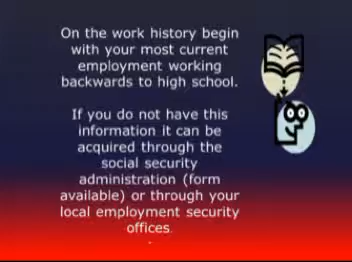 On the work history begin
with your most current
employment working
backwards to high school.
If you do not have this
information it can be
acquired through the
social security
administration (form
available) or through your
local employment security
offices.